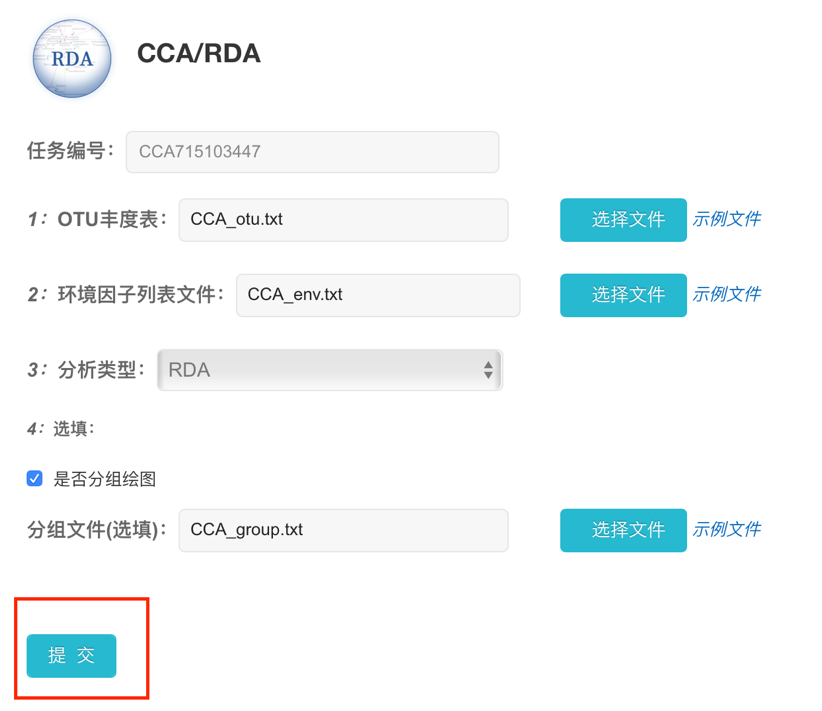 RDA
CCA/RDA
任务编号： CCA715103447
1： OTU丰度表： CCA_otu.txt 选择文件 示例文件
2： 环境因子列表文件： CCA_env.txt 选择文件 示例文件
3： 分析类型： RDA
4： 选填：
是否分组绘图
分组文件(选填)： CCA_group.txt 选择文件 示例文件
提 交